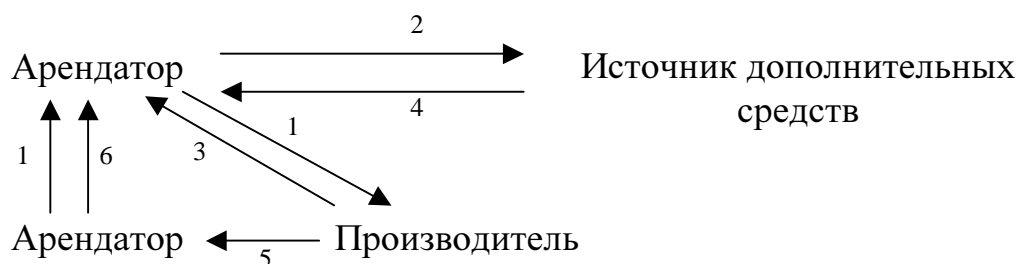 2
Арендатор
Источник дополнительных
средств
4
1
1
6
3
Арендатор
Производитель
5